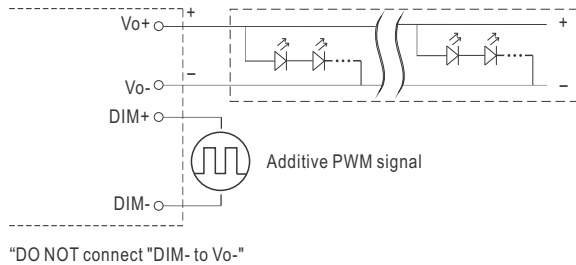 Vo+
+
+
Vo-
−
−
DIM+
Additive PWM signal
DIM-
“DO NOT connect "DIM- to Vo-"